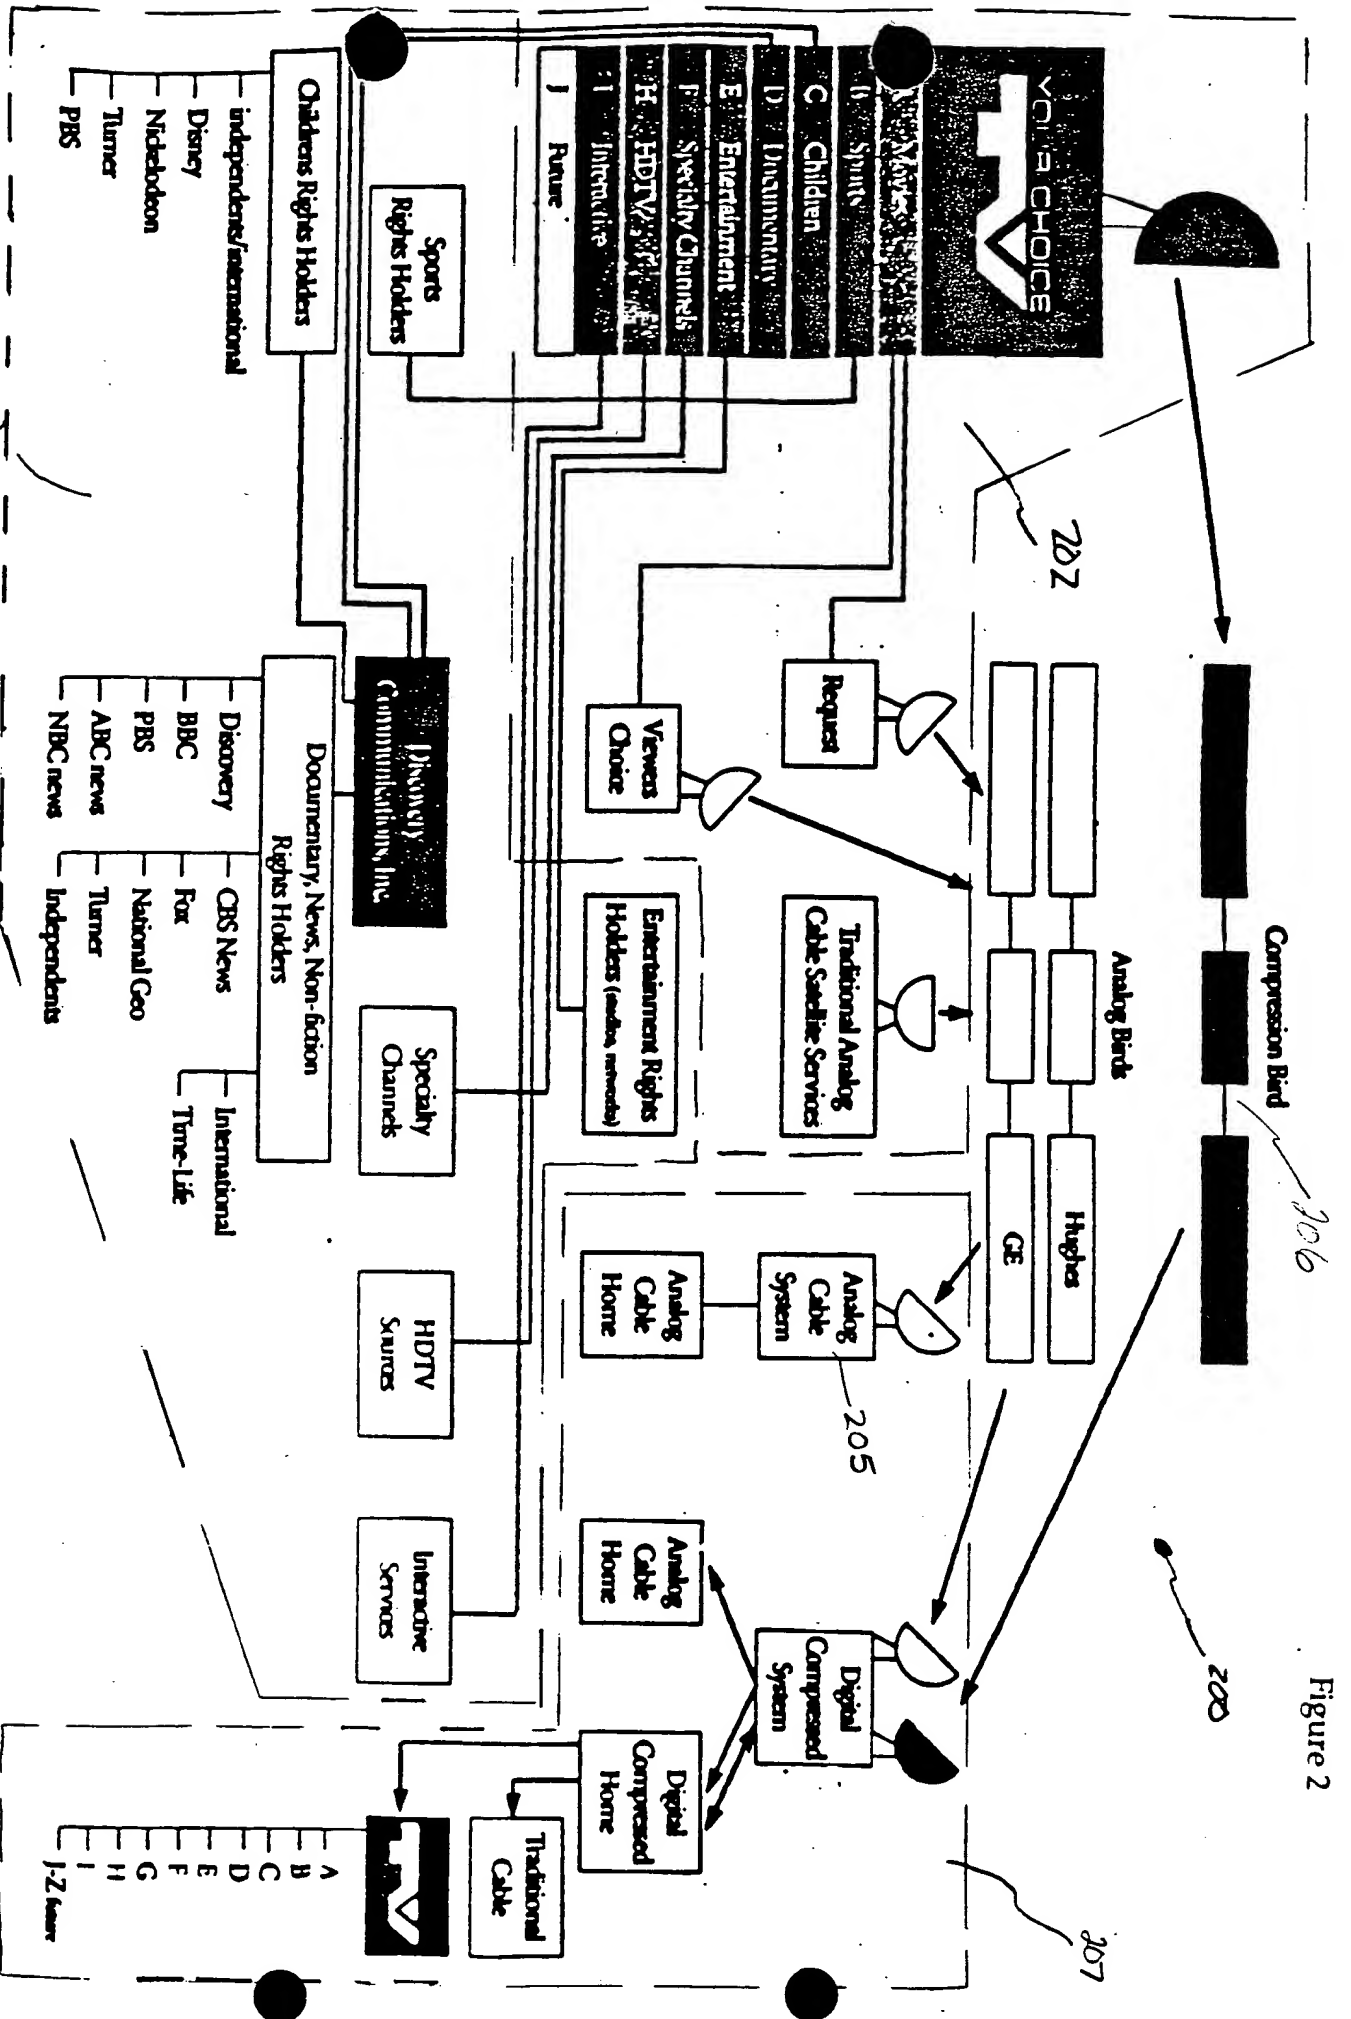 Figure 2
200
Compression Bird
206
Analog Birds
Hughes
GE
202
207
YOUR CHOICE
TV
B Sports
C Children
D Documentary
E Entertainment
F Specialty Channels
H HDTV
I Interactive
J Future
Request
Viewers
Choice
Traditional Analog
Cable Satellite Services
Entertainment Rights
Holders (studios, networks)
Analog
Cable
System
205
Analog
Cable
Home
Digital
Compressed
System
Analog
Cable
Home
Digital
Compressed
Home
Traditional
Cable
TV
A
B
C
D
E
F
G
H
I
J-Z future
Sports
Rights Holders
Childrens Rights Holders
independents/international
Disney
Nickelodeon
Turner
PBS
Discovery
Communications, Inc.
Documentary, News, Non-fiction
Rights Holders
Discovery
BBC
PBS
ABC news
NBC news
CBS News
Fox
National Geo
Turner
Independents
International
Time-Life
Specialty
Channels
HDTV
Sources
Interactive
Services